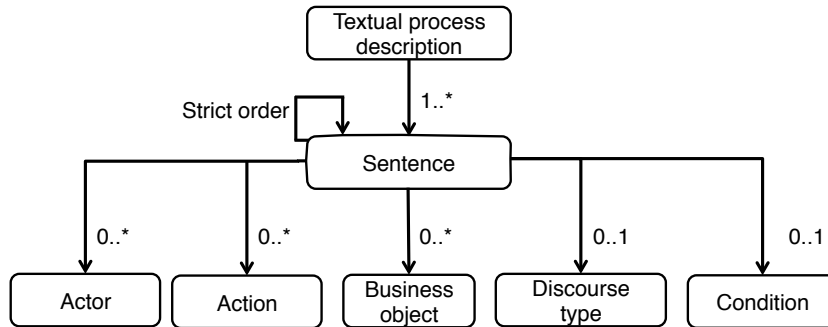 Textual process
description
Strict order
1..*
Sentence
0..*
0..*
0..*
0..1
0..1
Actor
Action
Business
object
Discourse
type
Condition